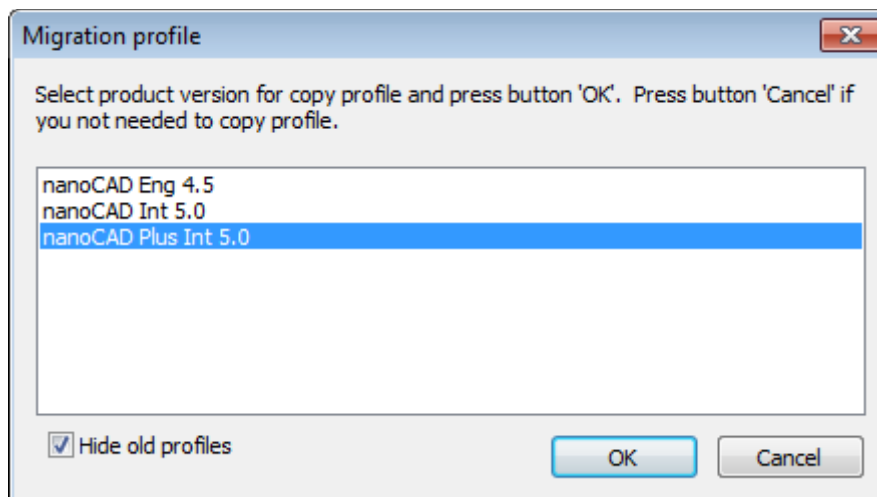 Migration profile
Select product version for copy profile and press button 'OK'.  Press button 'Cancel' if
you not needed to copy profile.
nanoCAD Eng 4.5
nanoCAD Int 5.0
nanoCAD Plus Int 5.0
Hide old profiles
OK
Cancel